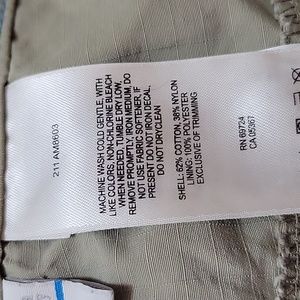 211 AM8603
MACHINE WASH COLD GENTLE, WITH
LIKE COLORS. NON-CHLORINE BLEACH
WHEN NEEDED. TUMBLE DRY LOW.
REMOVE PROMPTLY. IRON MEDIUM. DO
NOT USE FABRIC SOFTENER. IF
PRESENT DO NOT IRON DECAL.
DO NOT DRYCLEAN
SHELL: 62% COTTON, 38% NYLON
LINING: 100% POLYESTER
EXCLUSIVE OF TRIMMING
RN 69724
CA 05367